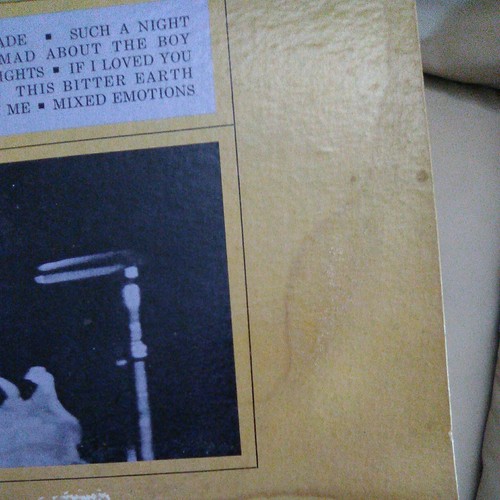 ADE ▪ SUCH A NIGHT
MAD ABOUT THE BOY
IGHTS ▪ IF I LOVED YOU
THIS BITTER EARTH
ME ▪ MIXED EMOTIONS